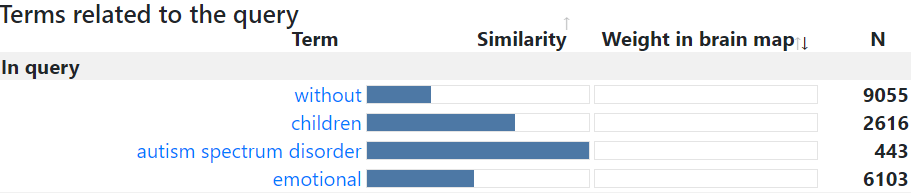 Terms related to the query
Term Similarity↑ Weight in brain map↑↓ N
In query
without 9055
children 2616
autism spectrum disorder 443
emotional 6103